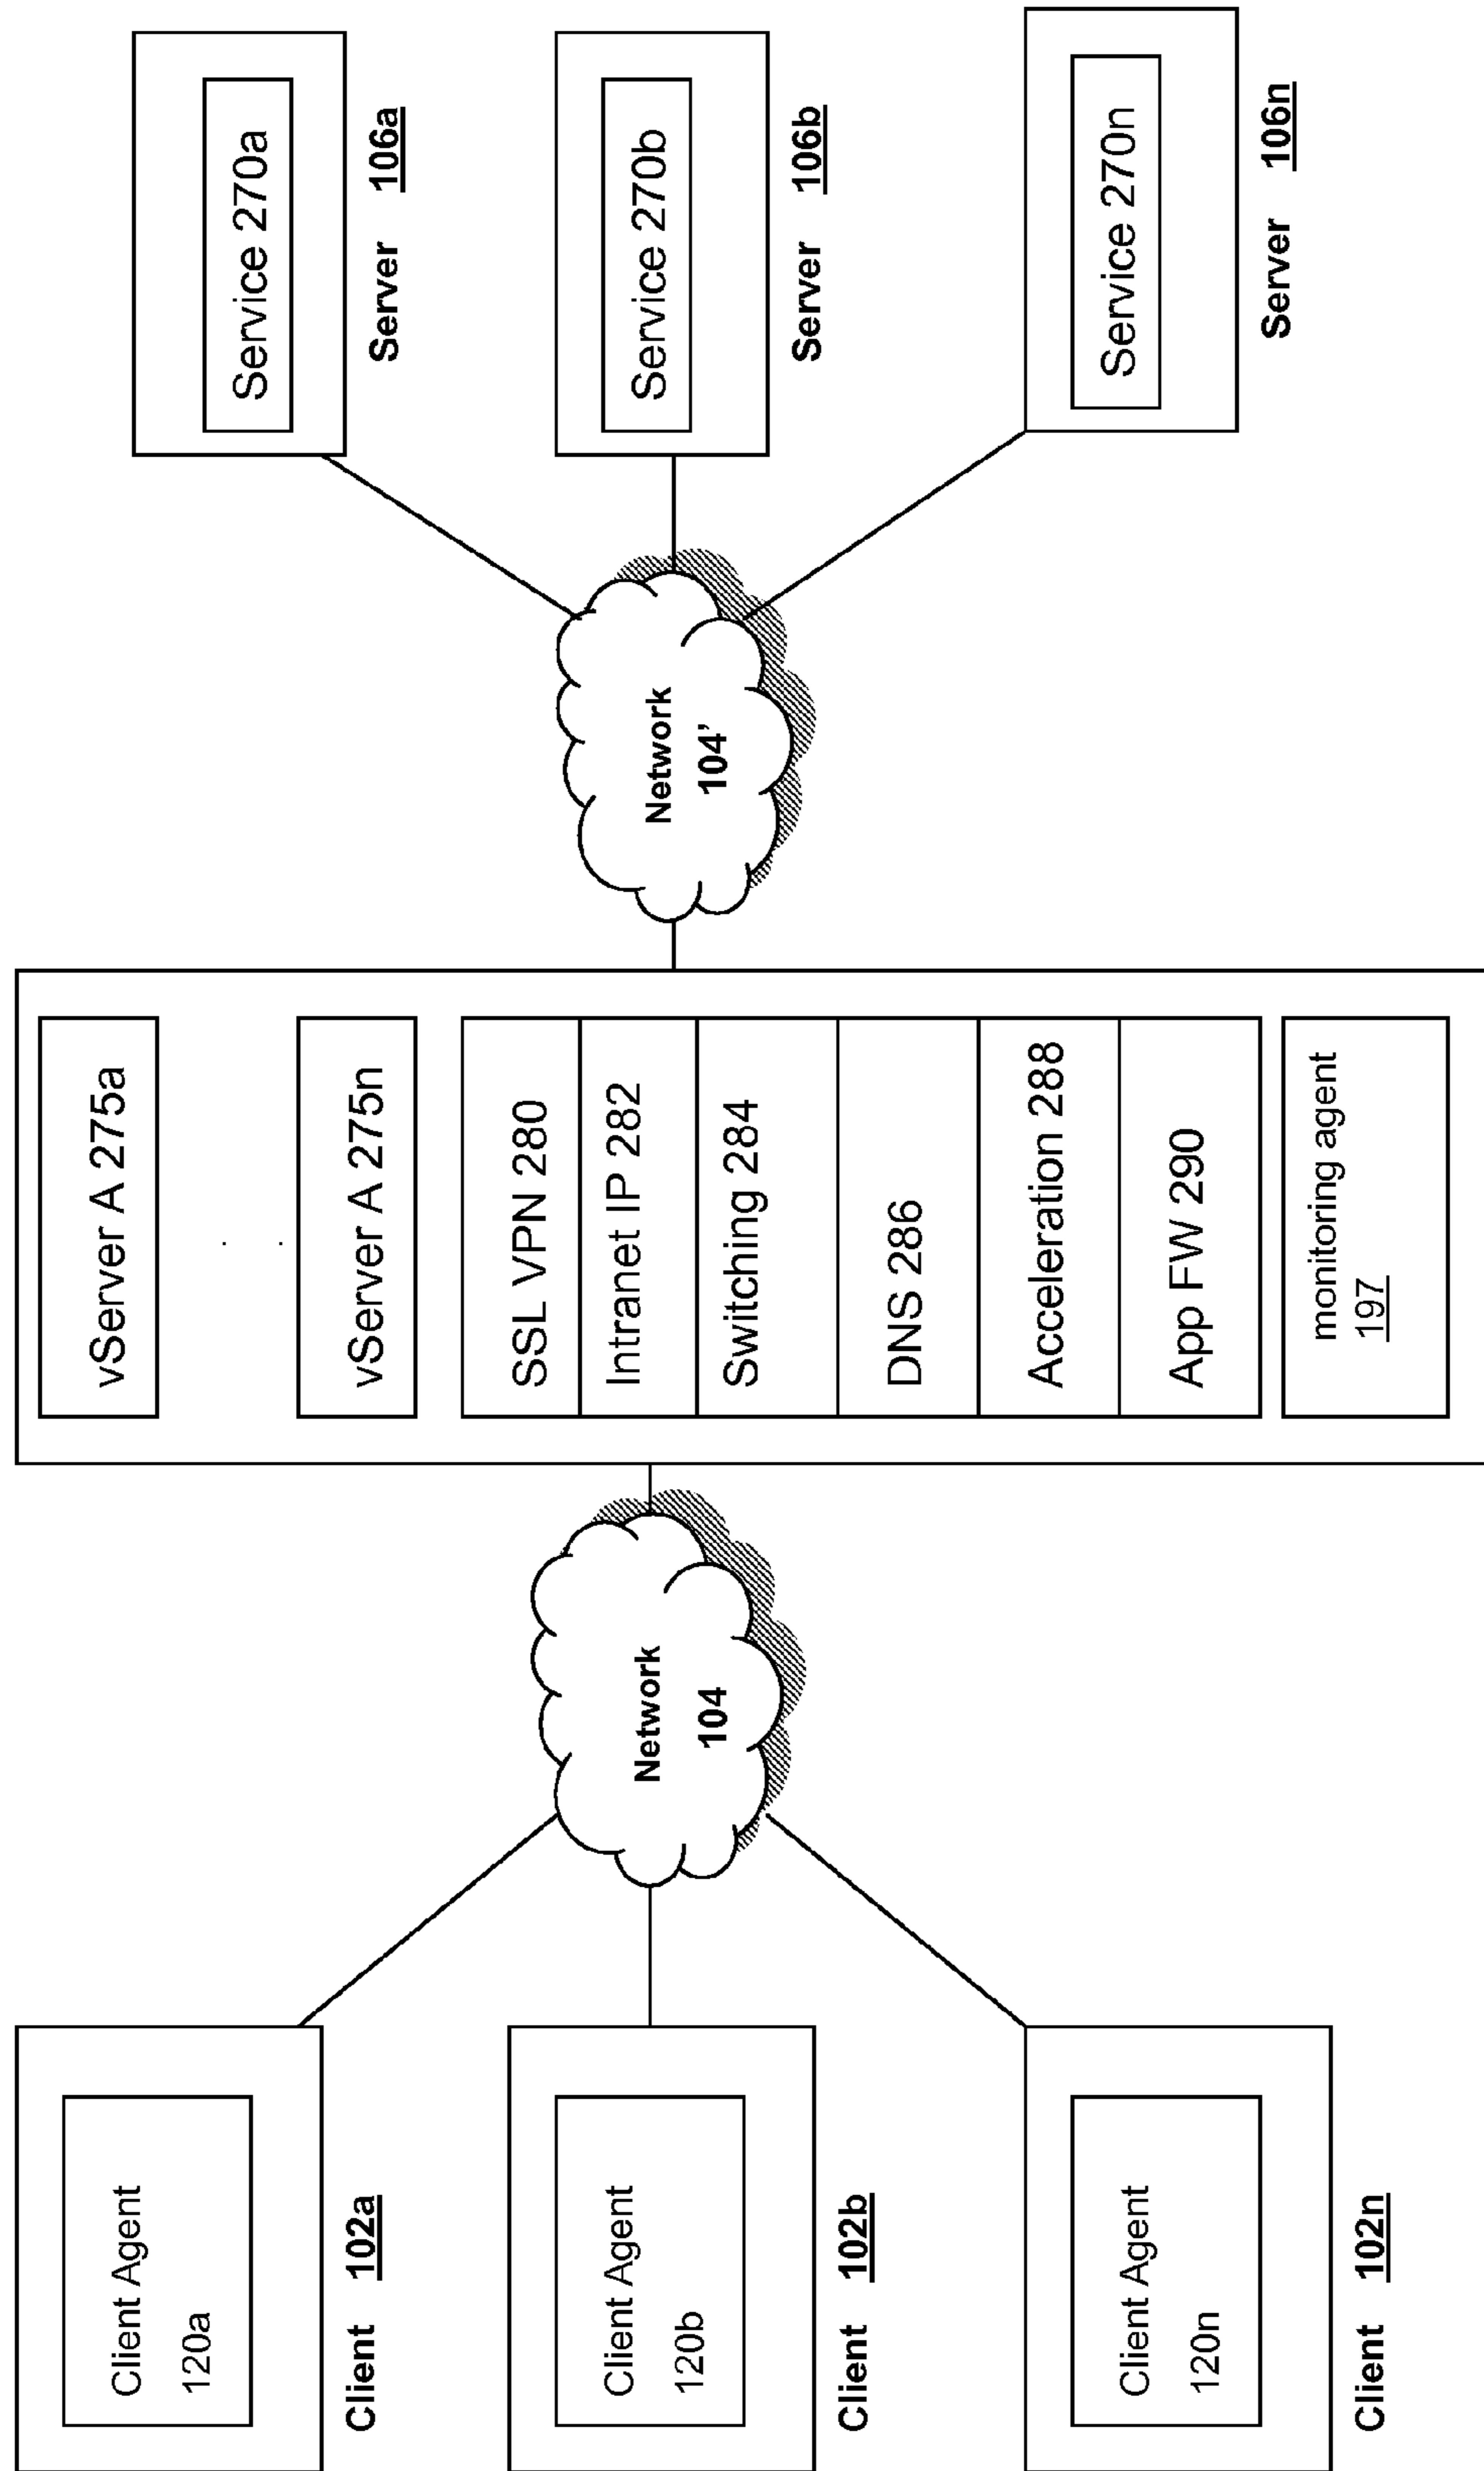 Client Agent
120a
Client 102a
Client Agent
120b
Client 102b
Client Agent
120n
Client 102n
Network
104
vServer A 275a
vServer A 275n
SSL VPN 280
Intranet IP 282
Switching 284
DNS 286
Acceleration 288
App FW 290
monitoring agent
197
Network
104’
Service 270a
Server 106a
Service 270b
Server 106b
Service 270n
Server 106n